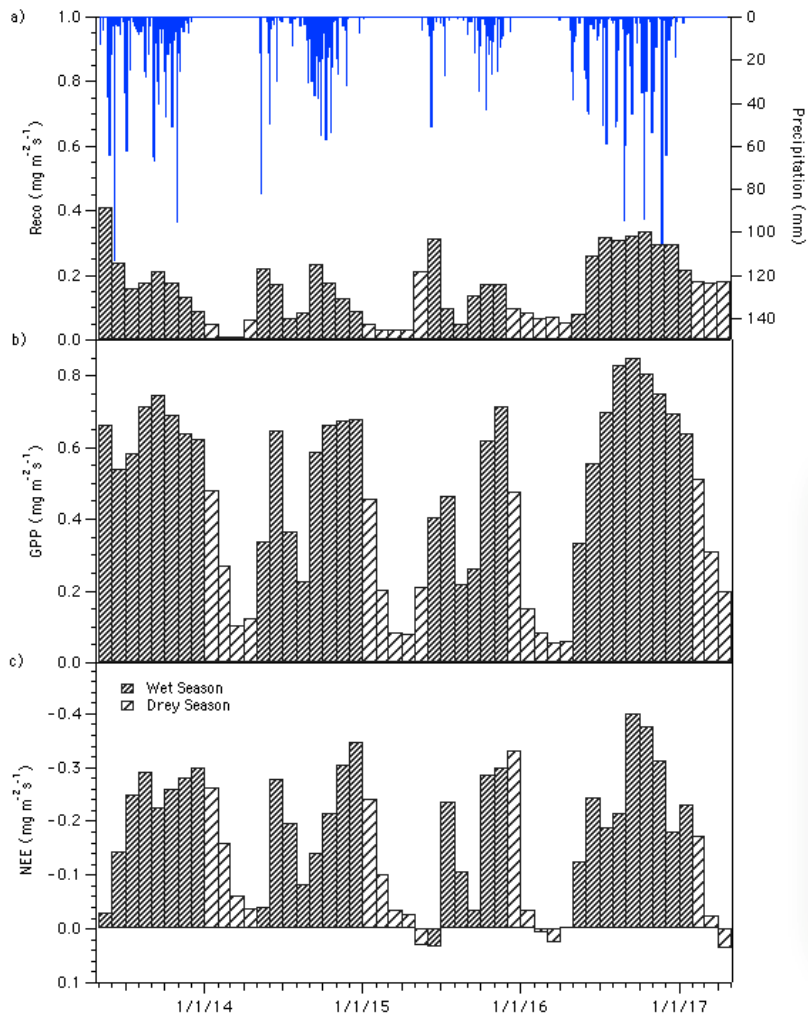 a)
1.0
0.8
0.6
0.4
0.2
0.0
Reco (mg m⁻²s⁻¹)
0
20
40
60
80
100
120
140
Precipitation (mm)
b)
0.8
0.6
0.4
0.2
0.0
GPP (mg m⁻²s⁻¹)
c)
Wet Season
Drey Season
-0.4
-0.3
-0.2
-0.1
0.0
0.1
NEE (mg m⁻²s⁻¹)
1/1/14 1/1/15 1/1/16 1/1/17